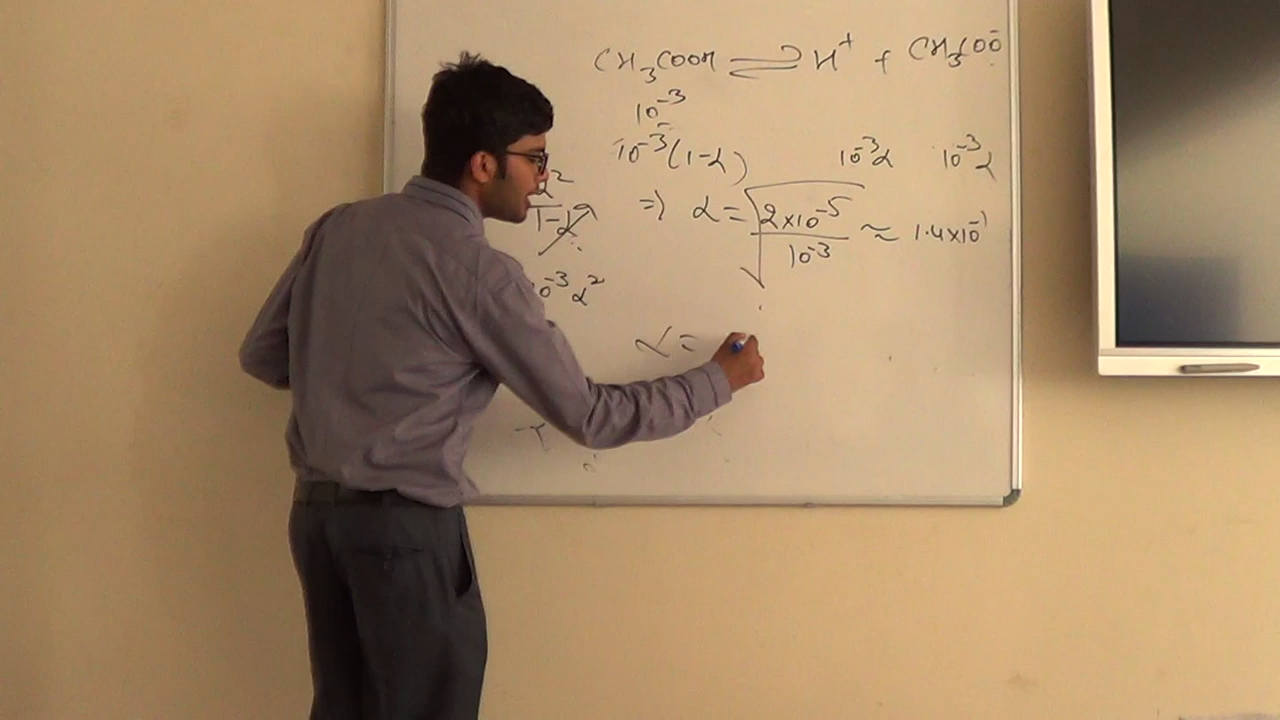 CH₃COOH ⇌ H⁺ + CH₃COO⁻
10⁻³
10⁻³(1-α) 10⁻³α 10⁻³α
α²/1-α ⇒ α = √(2×10⁻⁵/10⁻³) ≈ 1.4×10⁻¹
10⁻³α²
α =